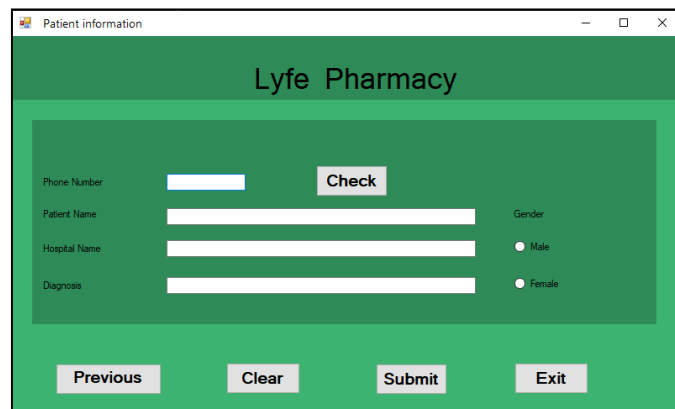 Patient information
Lyfe Pharmacy
Phone Number Check
Patient Name Gender
Hospital Name Male
Diagnosis Female
Previous Clear Submit Exit